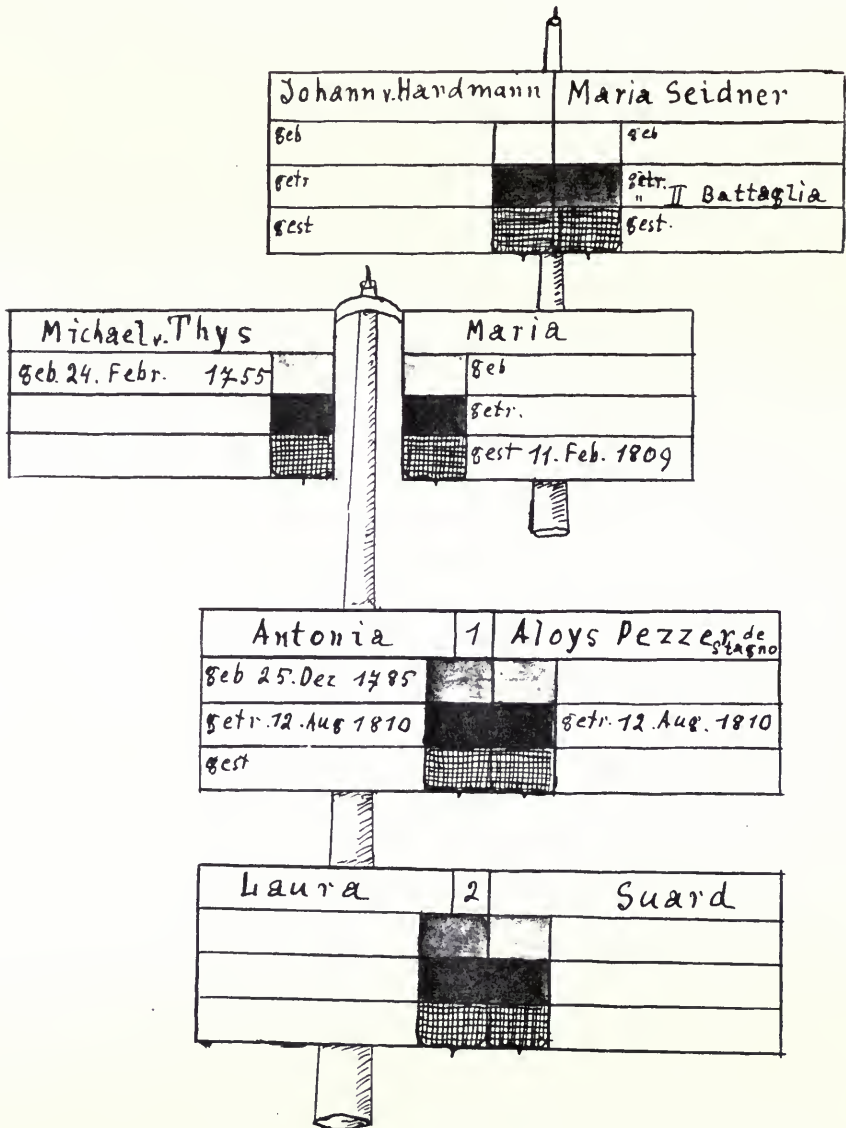 Johann v. Hardmann Maria Seidner
geb geb
getr getr.
" II Battaglia
gest gest.
Michael v. Thys Maria
geb. 24. Febr. 1755 geb
getr.
gest 11. Feb. 1809
Antonia 1 Aloys Pezzer de Stagno
geb 25. Dez 1785
getr. 12. Aug 1810 getr. 12. Aug. 1810
gest
Laura 2 Suard